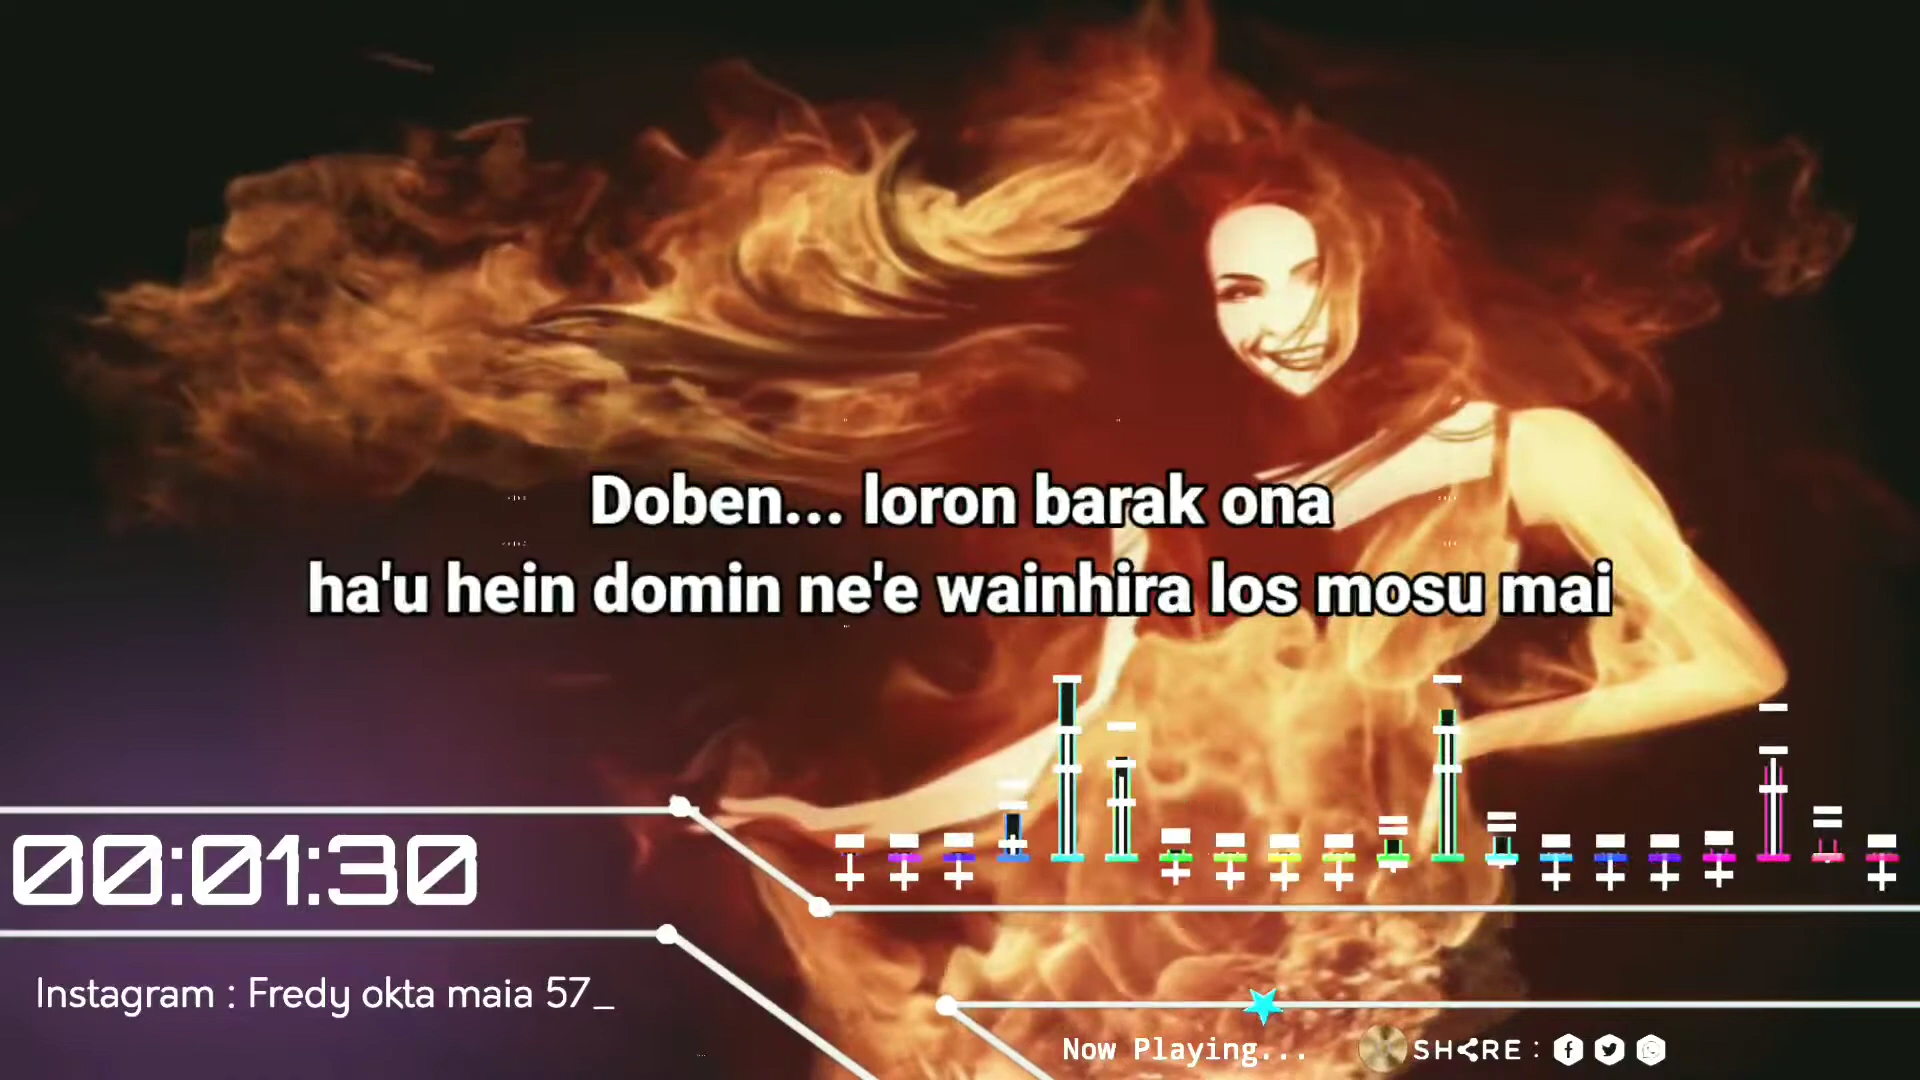 Doben... loron barak ona
ha'u hein domin ne'e wainhira los mosu mai
00:01:30
Instagram : Fredy okta maia 57_
Now Playing...
SHARE :